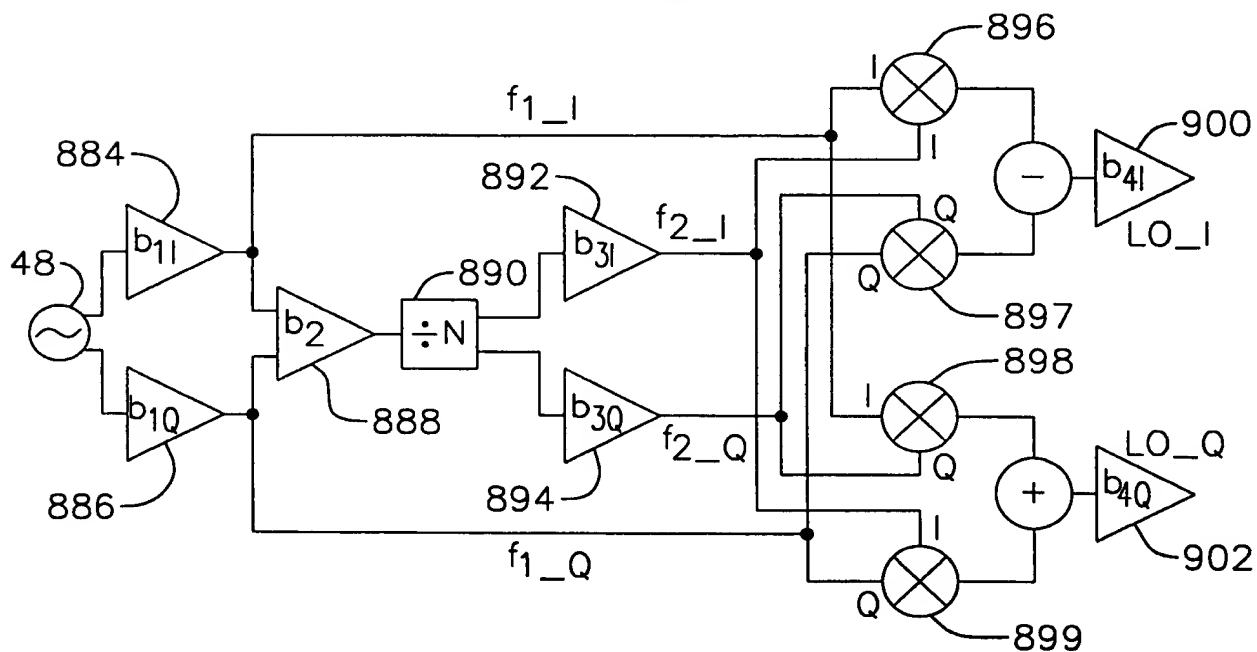 896
I
f1_I
884
I
900
b4I
892
−
Q
f2_I
LO_I
b1I
48
890
b3I
Q
897
b2
÷N
898
I
b1Q
888
b3Q
f2_Q
Q
LO_Q
b4Q
886
894
+
I
902
f1_Q
Q
899